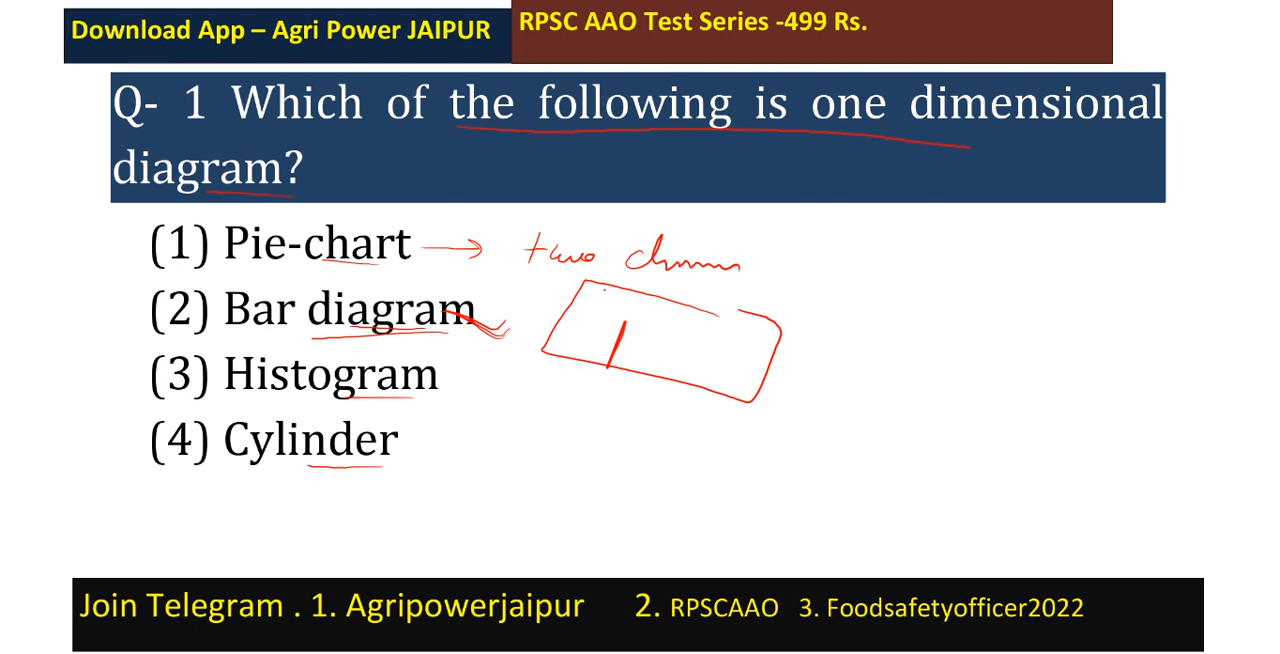 Download App – Agri Power JAIPUR
RPSC AAO Test Series -499 Rs.
Q- 1 Which of the following is one dimensional
diagram?
(1) Pie-chart → two
(2) Bar diagram
(3) Histogram
(4) Cylinder
Join Telegram . 1. Agripowerjaipur 2. RPSCAAO 3. Foodsafetyofficer2022